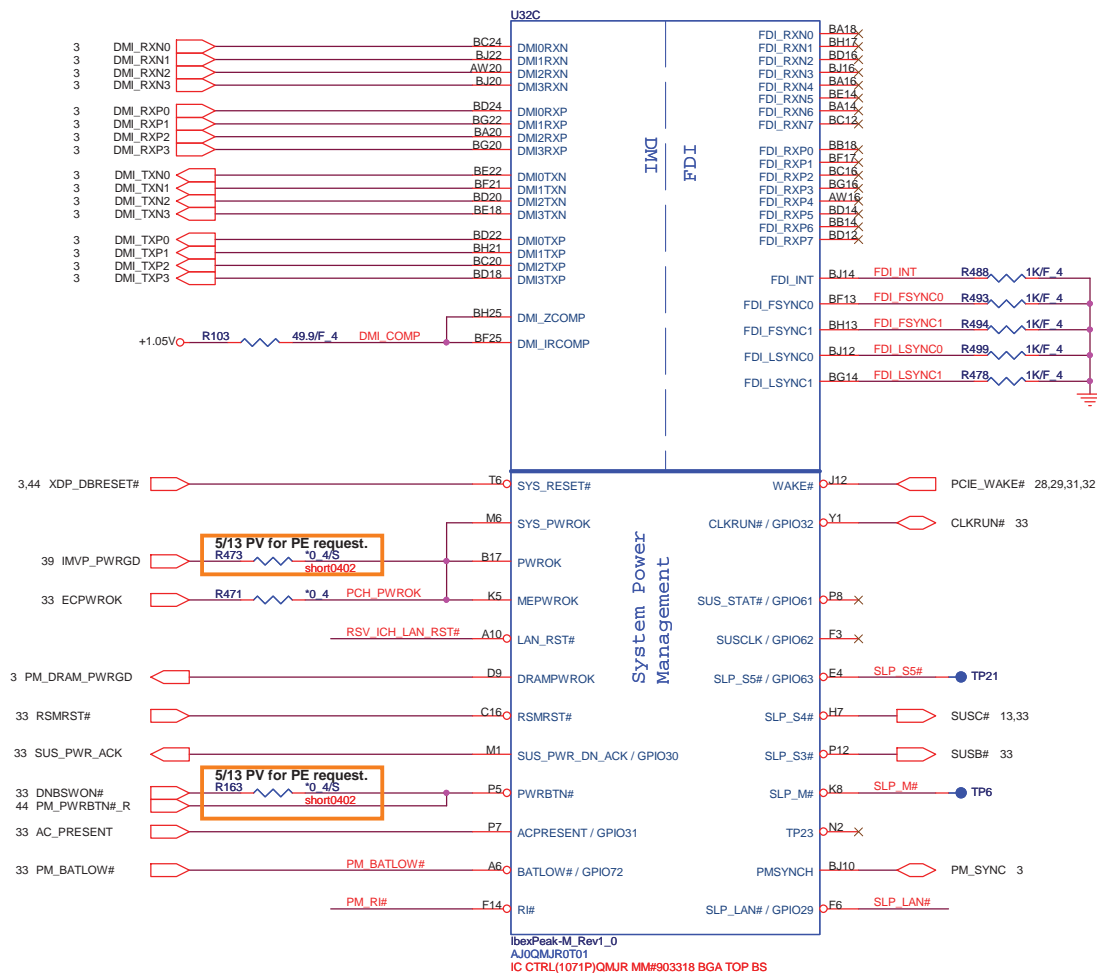 U32C
3 DMI_RXN0 BC24 DMI0RXN
3 DMI_RXN1 BJ22 DMI1RXN
3 DMI_RXN2 AW20 DMI2RXN
3 DMI_RXN3 BJ20 DMI3RXN
3 DMI_RXP0 BD24 DMI0RXP
3 DMI_RXP1 BG22 DMI1RXP
3 DMI_RXP2 BA20 DMI2RXP
3 DMI_RXP3 BG20 DMI3RXP
3 DMI_TXN0 BE22 DMI0TXN
3 DMI_TXN1 BF21 DMI1TXN
3 DMI_TXN2 BD20 DMI2TXN
3 DMI_TXN3 BE18 DMI3TXN
3 DMI_TXP0 BD22 DMI0TXP
3 DMI_TXP1 BH21 DMI1TXP
3 DMI_TXP2 BC20 DMI2TXP
3 DMI_TXP3 BD18 DMI3TXP
BH25 DMI_ZCOMP
+1.05V R103 49.9/F_4 DMI_COMP BF25 DMI_IRCOMP
DMI
FDI
FDI_RXN0 BA18
FDI_RXN1 BH17
FDI_RXN2 BD16
FDI_RXN3 BJ16
FDI_RXN4 BA16
FDI_RXN5 BE14
FDI_RXN6 BA14
FDI_RXN7 BC12
FDI_RXP0 BB18
FDI_RXP1 BF17
FDI_RXP2 BC16
FDI_RXP3 BG16
FDI_RXP4 AW16
FDI_RXP5 BD14
FDI_RXP6 BB14
FDI_RXP7 BD12
FDI_INT BJ14 FDI_INT R488 1K/F_4
FDI_FSYNC0 BF13 FDI_FSYNC0 R493 1K/F_4
FDI_FSYNC1 BH13 FDI_FSYNC1 R494 1K/F_4
FDI_LSYNC0 BJ12 FDI_LSYNC0 R499 1K/F_4
FDI_LSYNC1 BG14 FDI_LSYNC1 R478 1K/F_4
3,44 XDP_DBRESET# T6 SYS_RESET#
M6 SYS_PWROK
5/13 PV for PE request.
39 IMVP_PWRGD R473 *0_4/S B17 PWROK
short0402
33 ECPWROK R471 *0_4 PCH_PWROK K5 MEPWROK
RSV_ICH_LAN_RST# A10 LAN_RST#
3 PM_DRAM_PWRGD D9 DRAMPWROK
33 RSMRST# C16 RSMRST#
33 SUS_PWR_ACK M1 SUS_PWR_DN_ACK / GPIO30
5/13 PV for PE request.
33 DNBSWON# R163 *0_4/S P5 PWRBTN#
short0402
44 PM_PWRBTN#_R
33 AC_PRESENT P7 ACPRESENT / GPIO31
33 PM_BATLOW# PM_BATLOW# A6 BATLOW# / GPIO72
PM_RI# F14 RI#
System Power
Management
WAKE# J12 PCIE_WAKE# 28,29,31,32
CLKRUN# / GPIO32 Y1 CLKRUN# 33
SUS_STAT# / GPIO61 P8
SUSCLK / GPIO62 F3
SLP_S5# / GPIO63 E4 SLP_S5# TP21
SLP_S4# H7 SUSC# 13,33
SLP_S3# P12 SUSB# 33
SLP_M# K8 SLP_M# TP6
TP23 N2
PMSYNCH BJ10 PM_SYNC 3
SLP_LAN# / GPIO29 F6 SLP_LAN#
IbexPeak-M_Rev1_0
AJ0QMJR0T01
IC CTRL(1071P)QMJR MM#903318 BGA TOP BS